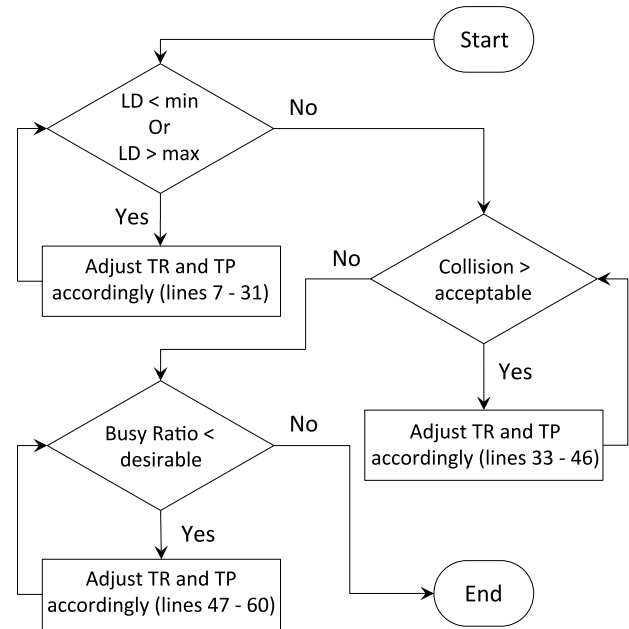 Start
LD < min
Or
LD > max
No
Yes
Adjust TR and TP
accordingly (lines 7 - 31)
Collision >
acceptable
No
Yes
Adjust TR and TP
accordingly (lines 33 - 46)
Busy Ratio <
desirable
No
Yes
Adjust TR and TP
accordingly (lines 47 - 60)
End